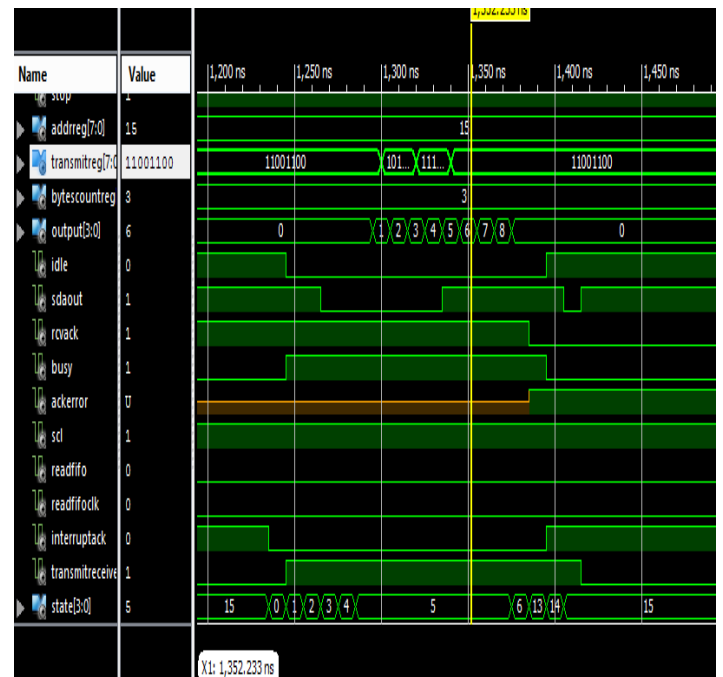 1,352.233 ns
Name Value 1,200 ns 1,250 ns 1,300 ns 1,350 ns 1,400 ns 1,450 ns
stop 1
addrreg[7:0] 15 15
transmitreg[7:0 11001100 11001100 101... 111... 11001100
bytescountreg 3 3
output[3:0] 6 0 1 2 3 4 5 6 7 8 0
idle 0
sdaout 1
rcvack 1
busy 1
ackerror U
scl 1
readfifo 0
readfifoclk 0
interruptack 0
transmitreceive 1
state[3:0] 5 15 0 1 2 3 4 5 6 13 14 15
X1: 1,352.233 ns